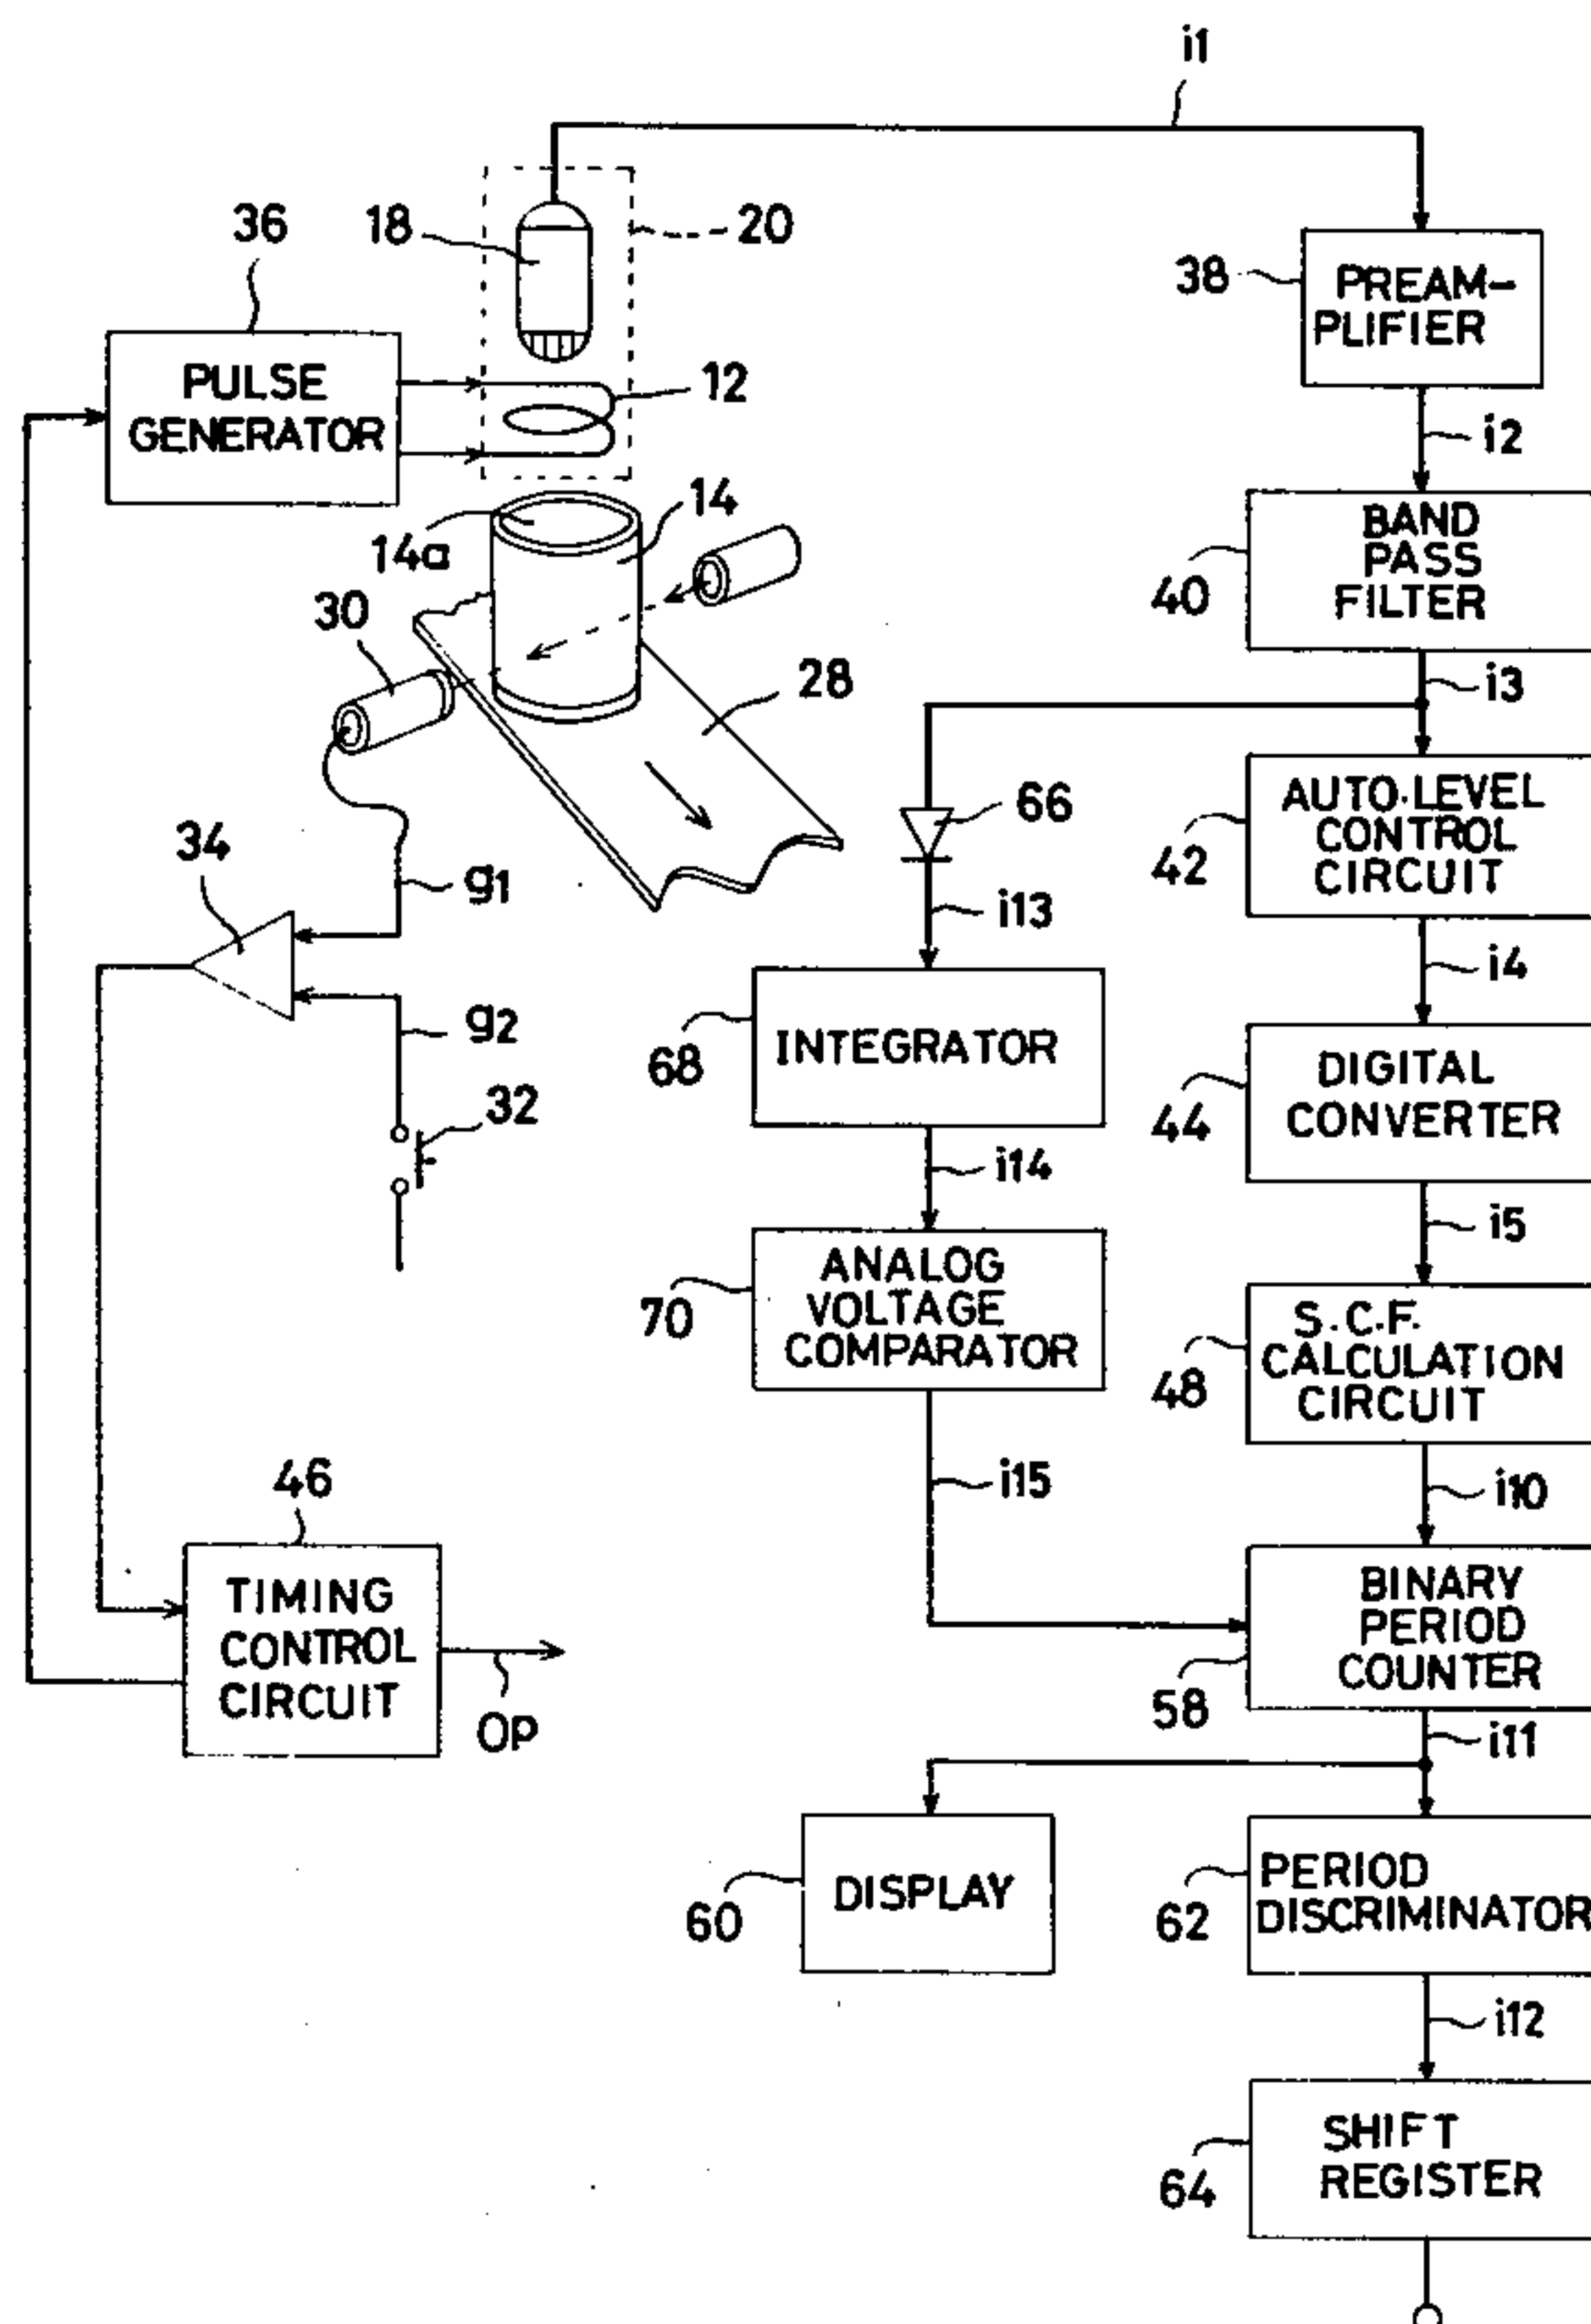 i1
36
18
20
38
PREAM-
PLIFIER
PULSE
GENERATOR
12
i2
14
14a
BAND
PASS
FILTER
40
30
28
i3
66
AUTO.LEVEL
CONTROL
CIRCUIT
42
34
g1
i13
i4
g2
68
INTEGRATOR
DIGITAL
CONVERTER
44
32
i14
i5
70
ANALOG
VOLTAGE
COMPARATOR
S.C.F.
CALCULATION
CIRCUIT
48
46
i15
i10
TIMING
CONTROL
CIRCUIT
OP
BINARY
PERIOD
COUNTER
58
i11
60
DISPLAY
62
PERIOD
DISCRIMINATOR
i12
64
SHIFT
REGISTER